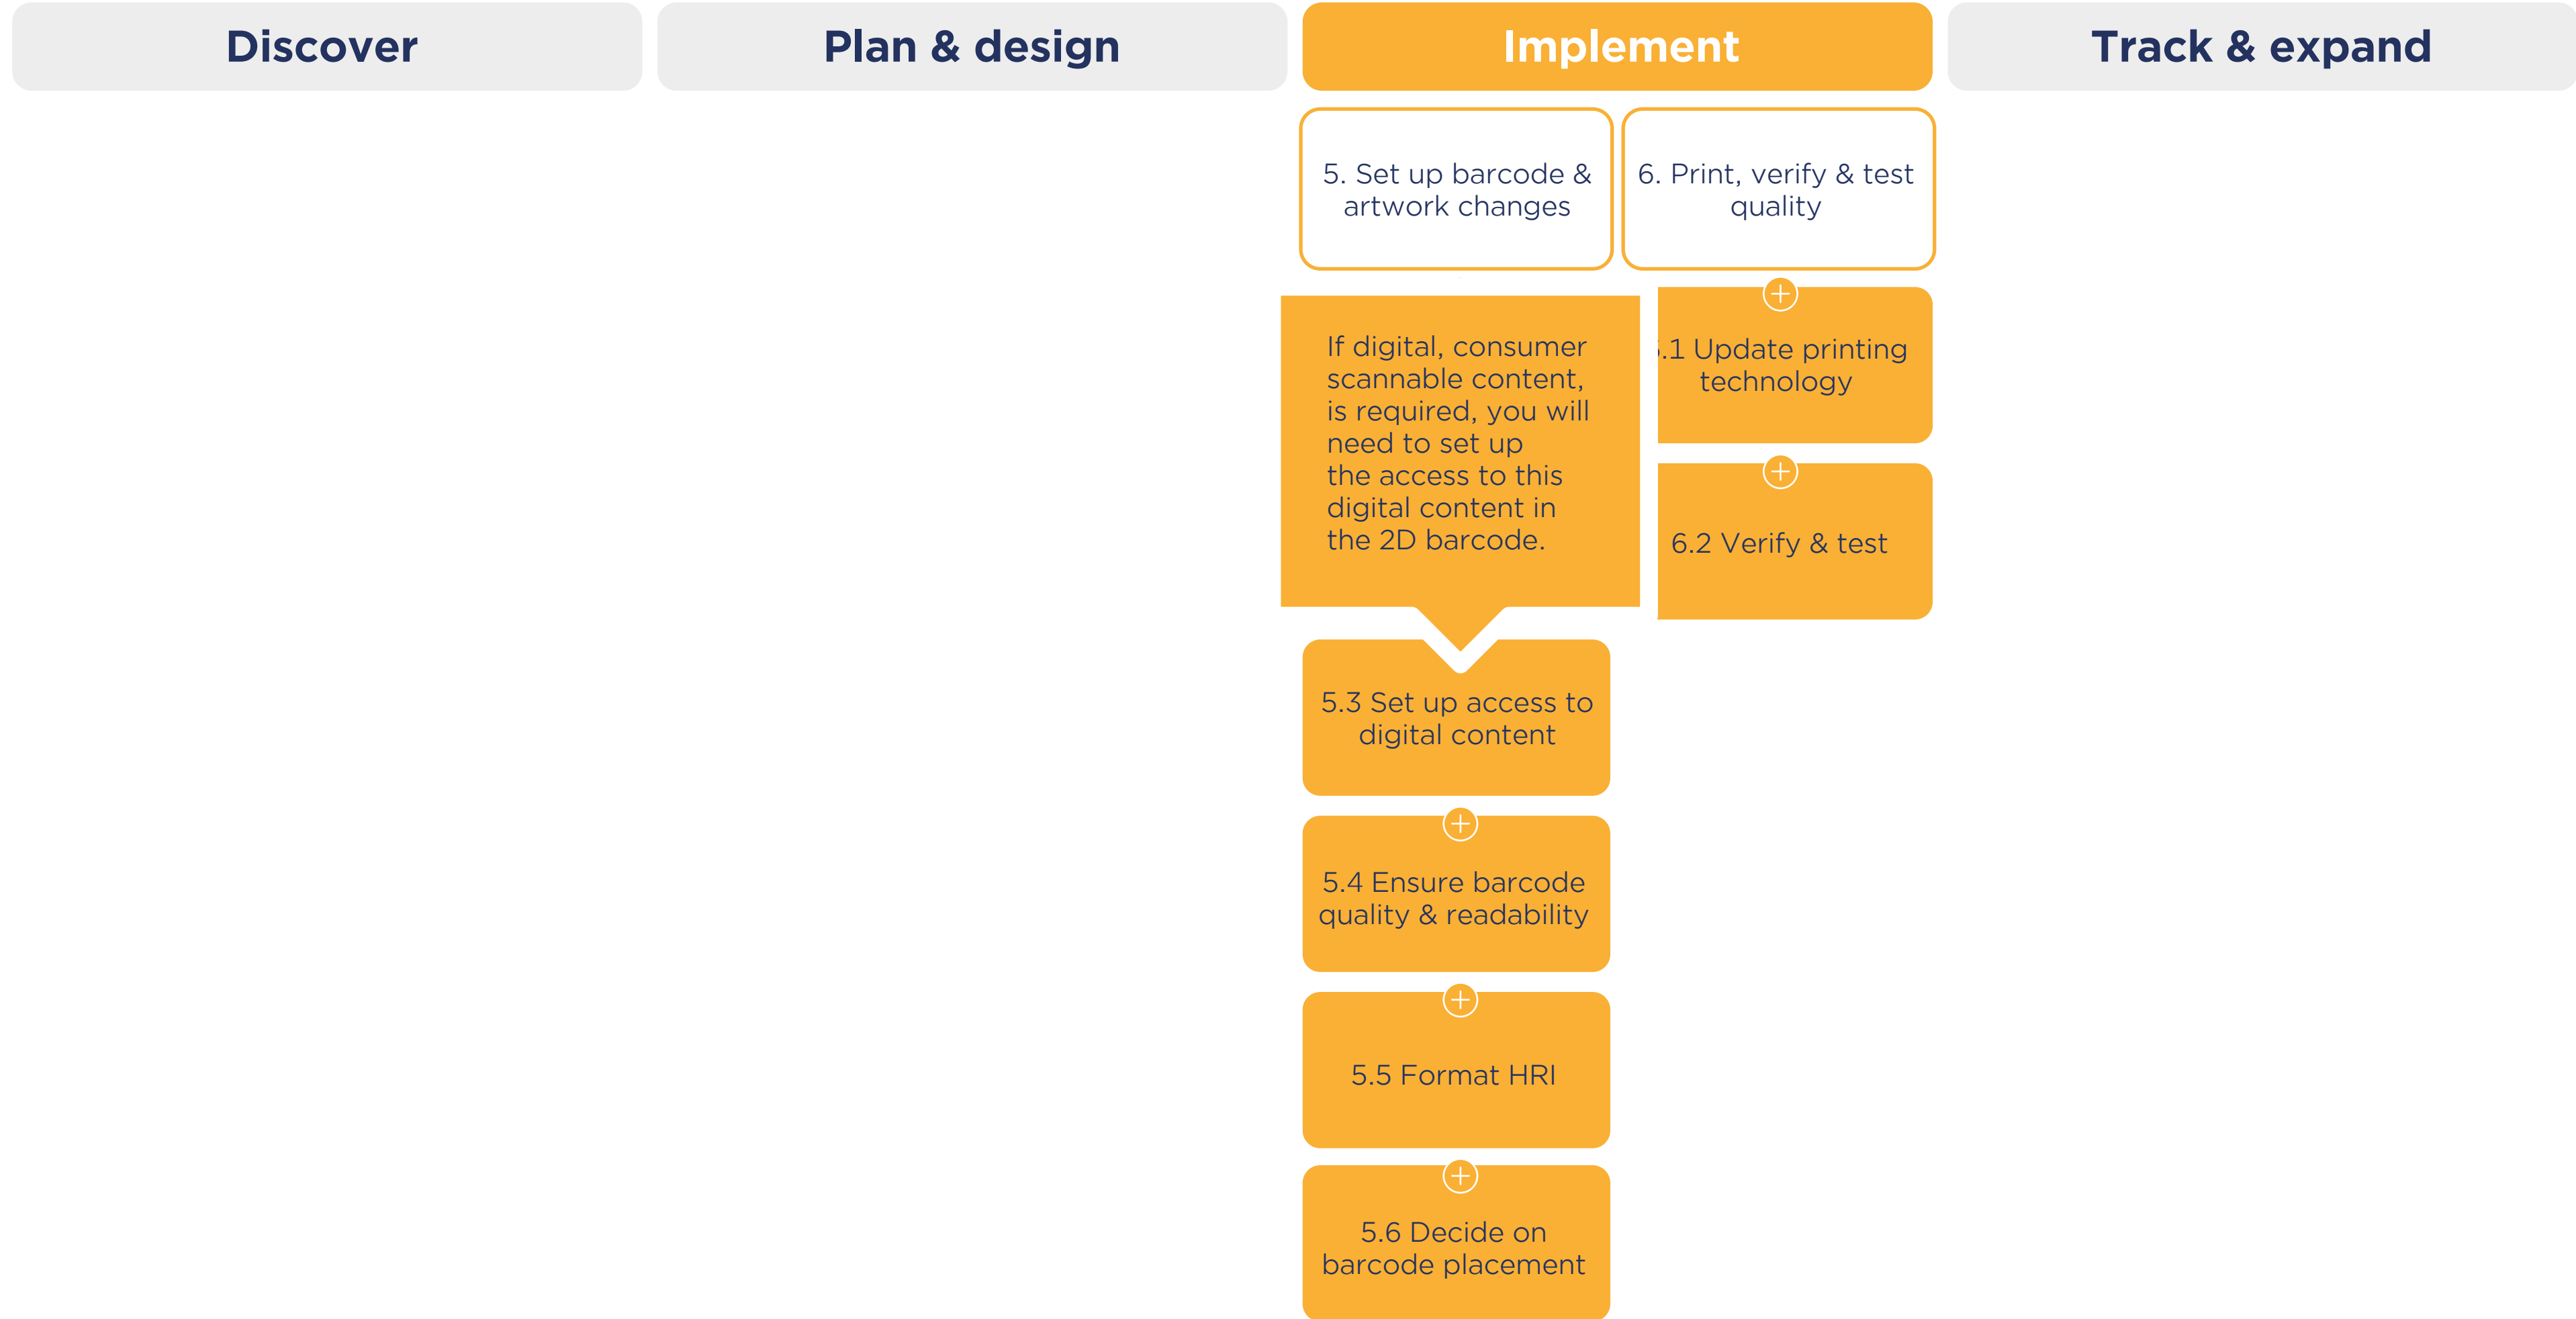 Discover
Plan & design
Implement
Track & expand
5. Set up barcode &
artwork changes
6. Print, verify & test
quality
If digital, consumer
scannable content,
is required, you will
need to set up
the access to this
digital content in
the 2D barcode.
.1 Update printing
technology
6.2 Verify & test
5.3 Set up access to
digital content
5.4 Ensure barcode
quality & readability
5.5 Format HRI
5.6 Decide on
barcode placement